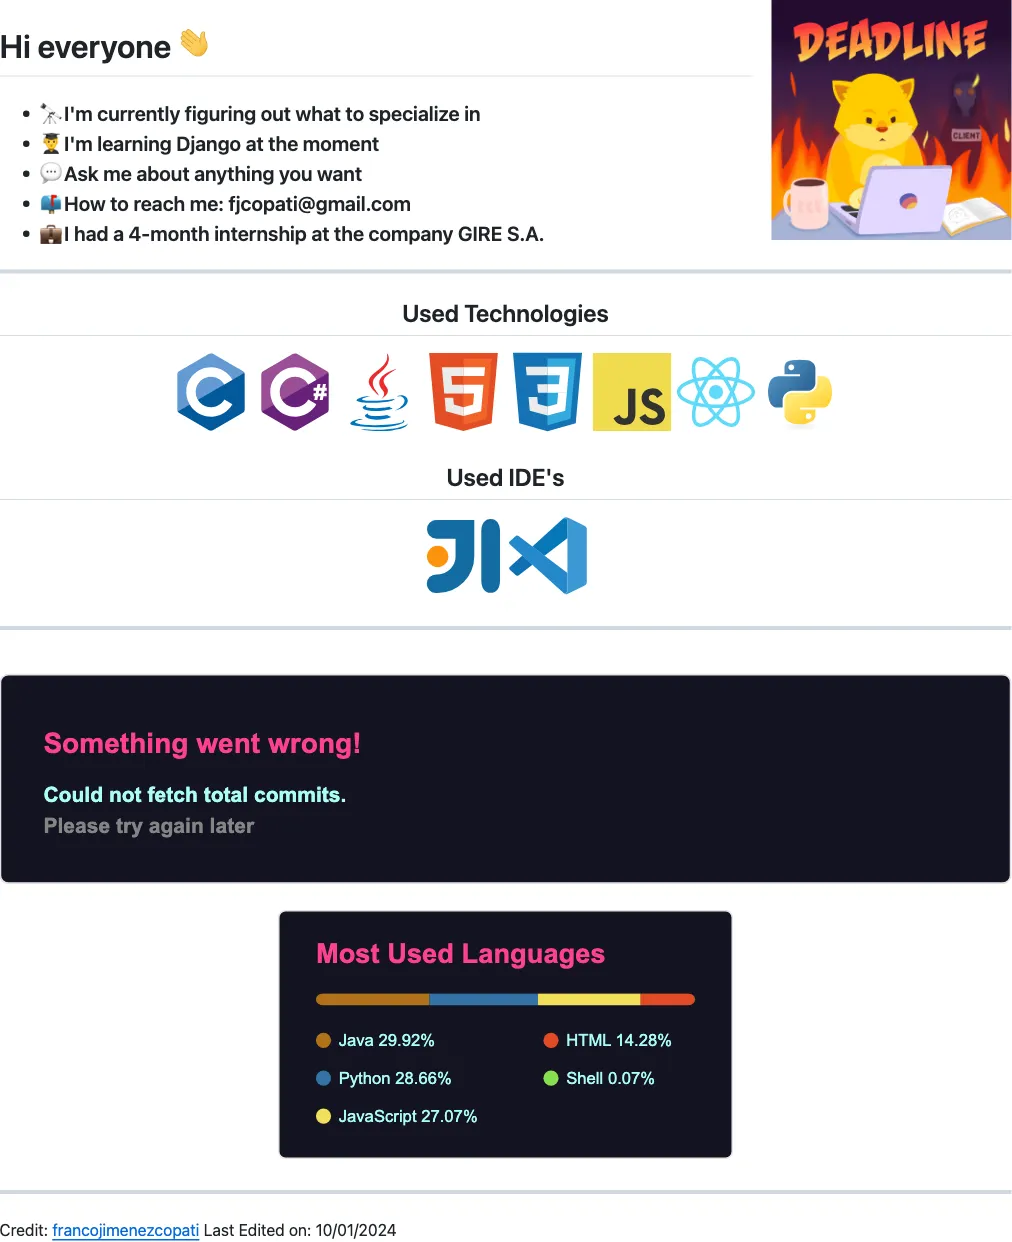 Hi everyone 👋
DEADLINE
CLIENT
🔭I'm currently figuring out what to specialize in
👨‍🎓I'm learning Django at the moment
💬Ask me about anything you want
📫How to reach me: fjcopati@gmail.com
💼I had a 4-month internship at the company GIRE S.A.
Used Technologies
C C# Java 5 3 JS
Used IDE's
JI
Something went wrong!
Could not fetch total commits.
Please try again later
Most Used Languages
Java 29.92%
Python 28.66%
JavaScript 27.07%
HTML 14.28%
Shell 0.07%
Credit: francojimenezcopati Last Edited on: 10/01/2024